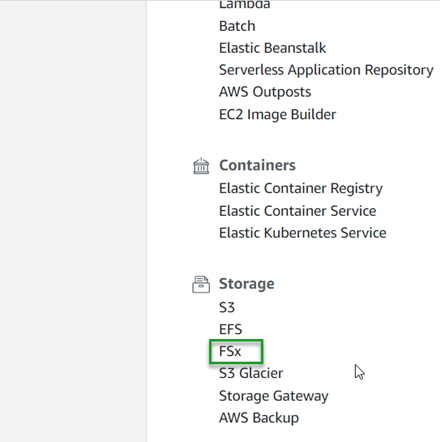 Lambda
Batch
Elastic Beanstalk
Serverless Application Repository
AWS Outposts
EC2 Image Builder
Containers
Elastic Container Registry
Elastic Container Service
Elastic Kubernetes Service
Storage
S3
EFS
FSx
S3 Glacier
Storage Gateway
AWS Backup